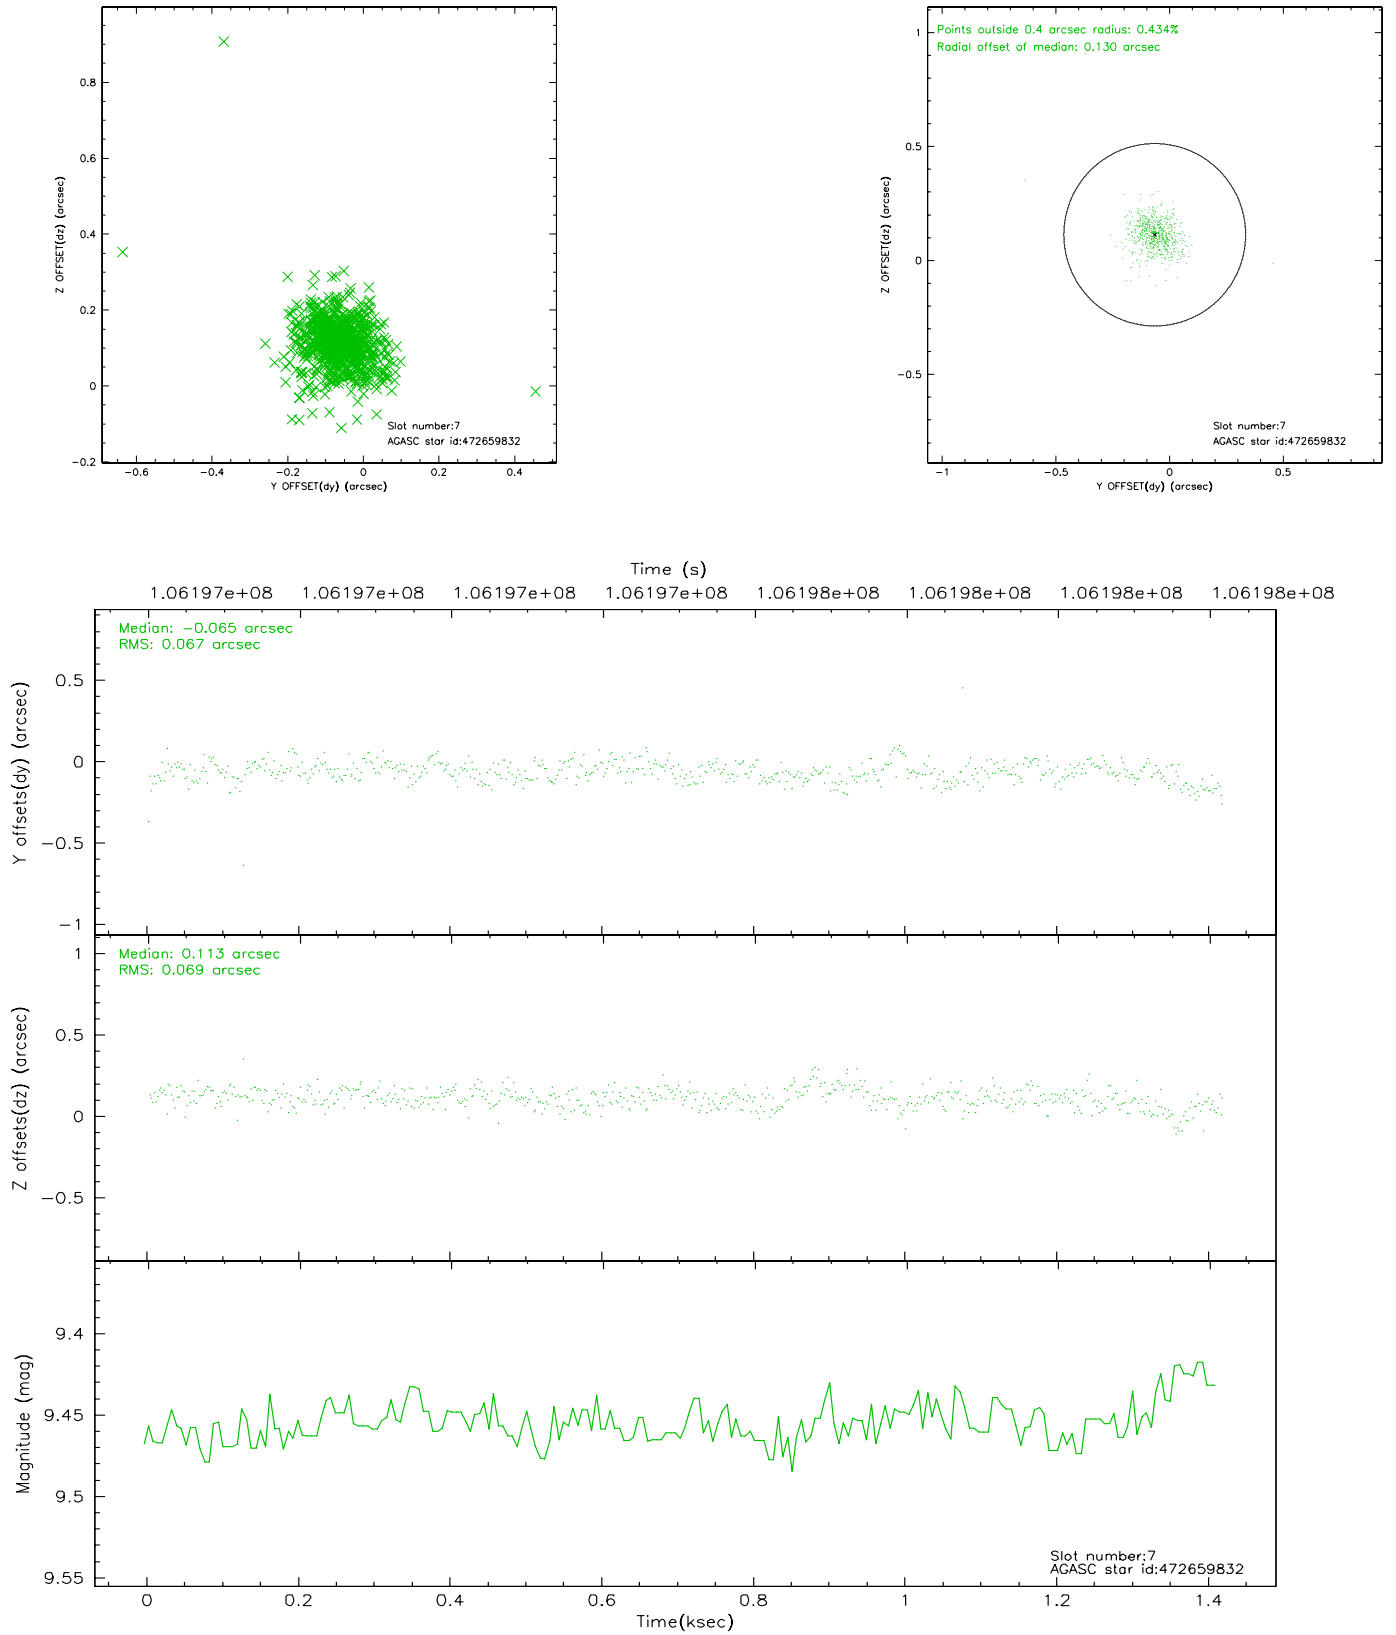 0.8
0.6
0.4
0.2
0
-0.2
Z OFFSET(dz) (arcsec)
Slot number:7
AGASC star id:472659832
-0.6 -0.4 -0.2 0 0.2 0.4
Y OFFSET(dy) (arcsec)
Points outside 0.4 arcsec radius: 0.434%
Radial offset of median: 0.130 arcsec
1
0.5
0
-0.5
Z OFFSET(dz) (arcsec)
Slot number:7
AGASC star id:472659832
-1 -0.5 0 0.5
Y OFFSET(dy) (arcsec)
Time (s)
1.06197e+08 1.06197e+08 1.06197e+08 1.06197e+08 1.06198e+08 1.06198e+08 1.06198e+08 1.06198e+08
Median: -0.065 arcsec
RMS: 0.067 arcsec
0.5
0
-0.5
-1
Y offsets(dy) (arcsec)
Median: 0.113 arcsec
RMS: 0.069 arcsec
1
0.5
0
-0.5
Z offsets(dz) (arcsec)
9.4
9.45
9.5
9.55
Magnitude (mag)
Slot number:7
AGASC star id:472659832
0 0.2 0.4 0.6 0.8 1 1.2 1.4
Time(ksec)